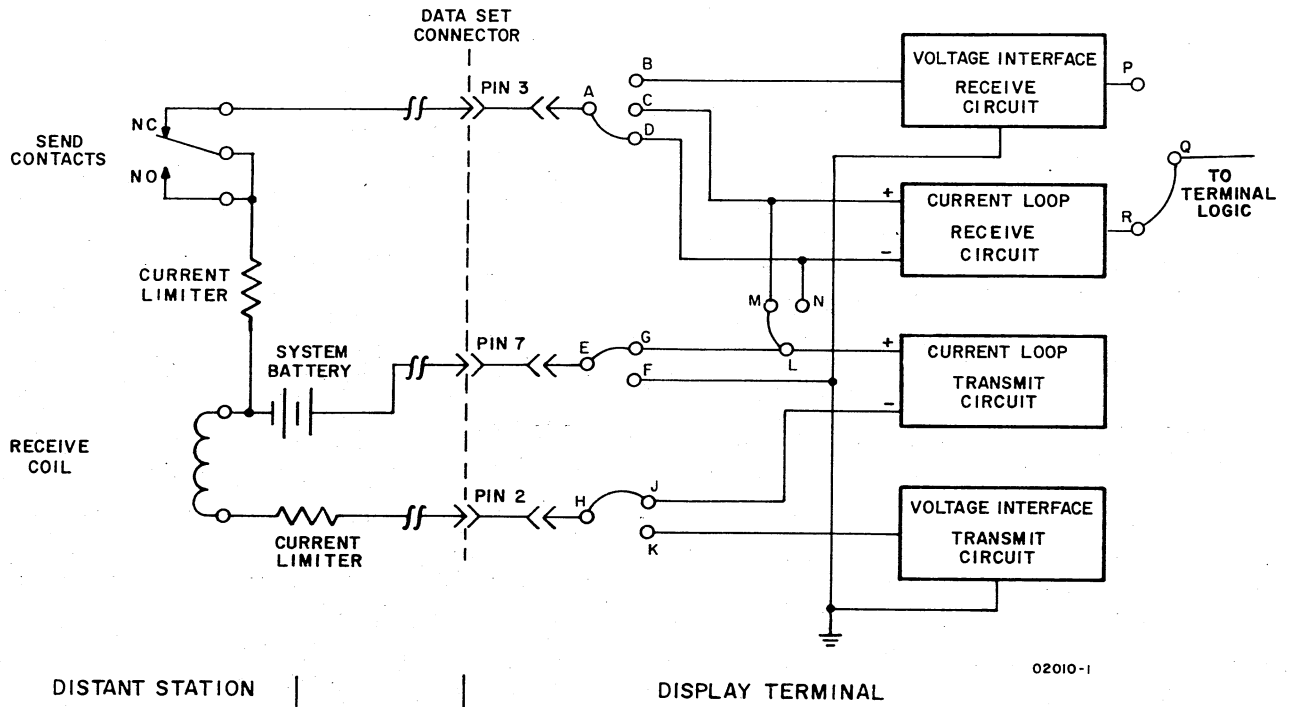 DATA SET
CONNECTOR
PIN 3
A
B
C
D
VOLTAGE INTERFACE
RECEIVE
CIRCUIT
P
SEND
CONTACTS
NC
NO
Q
TO
TERMINAL
LOGIC
R
+
CURRENT LOOP
RECEIVE
CIRCUIT
-
CURRENT
LIMITER
M
N
SYSTEM
BATTERY
PIN 7
E
G
F
L
+
CURRENT LOOP
TRANSMIT
CIRCUIT
-
RECEIVE
COIL
PIN 2
H
J
K
VOLTAGE INTERFACE
TRANSMIT
CIRCUIT
CURRENT
LIMITER
02010-1
DISTANT STATION
DISPLAY TERMINAL